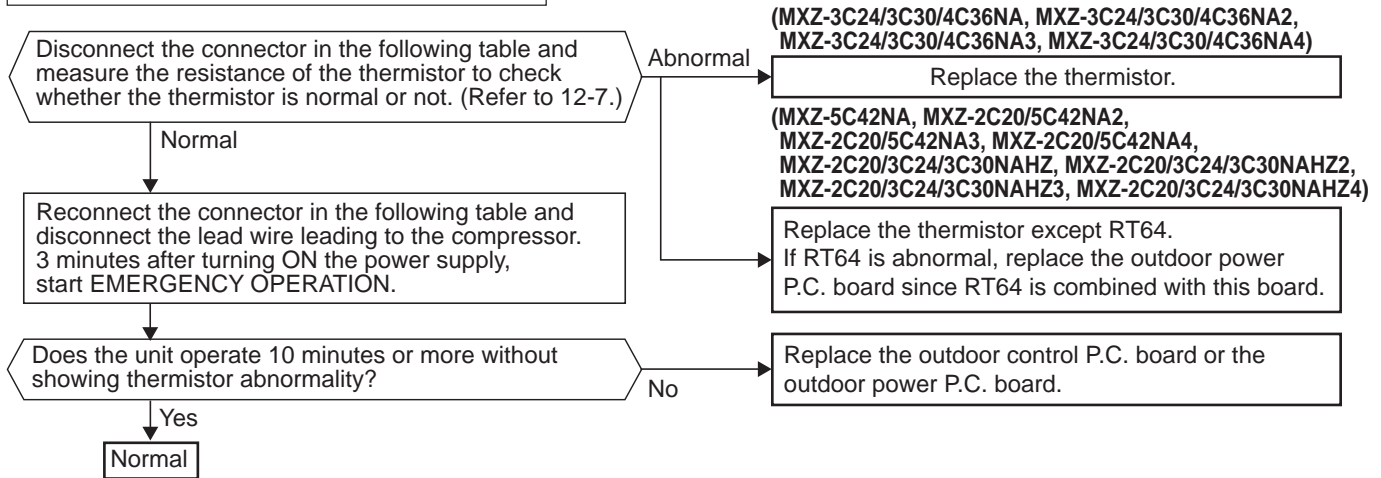 (MXZ-3C24/3C30/4C36NA, MXZ-3C24/3C30/4C36NA2,
MXZ-3C24/3C30/4C36NA3, MXZ-3C24/3C30/4C36NA4)
Disconnect the connector in the following table and
measure the resistance of the thermistor to check
whether the thermistor is normal or not. (Refer to 12-7.)
Abnormal
Replace the thermistor.
(MXZ-5C42NA, MXZ-2C20/5C42NA2,
MXZ-2C20/5C42NA3, MXZ-2C20/5C42NA4,
MXZ-2C20/3C24/3C30NAHZ, MXZ-2C20/3C24/3C30NAHZ2,
MXZ-2C20/3C24/3C30NAHZ3, MXZ-2C20/3C24/3C30NAHZ4)
Normal
Reconnect the connector in the following table and
disconnect the lead wire leading to the compressor.
3 minutes after turning ON the power supply,
start EMERGENCY OPERATION.
Replace the thermistor except RT64.
If RT64 is abnormal, replace the outdoor power
P.C. board since RT64 is combined with this board.
Does the unit operate 10 minutes or more without
showing thermistor abnormality?
No
Replace the outdoor control P.C. board or the
outdoor power P.C. board.
Yes
Normal